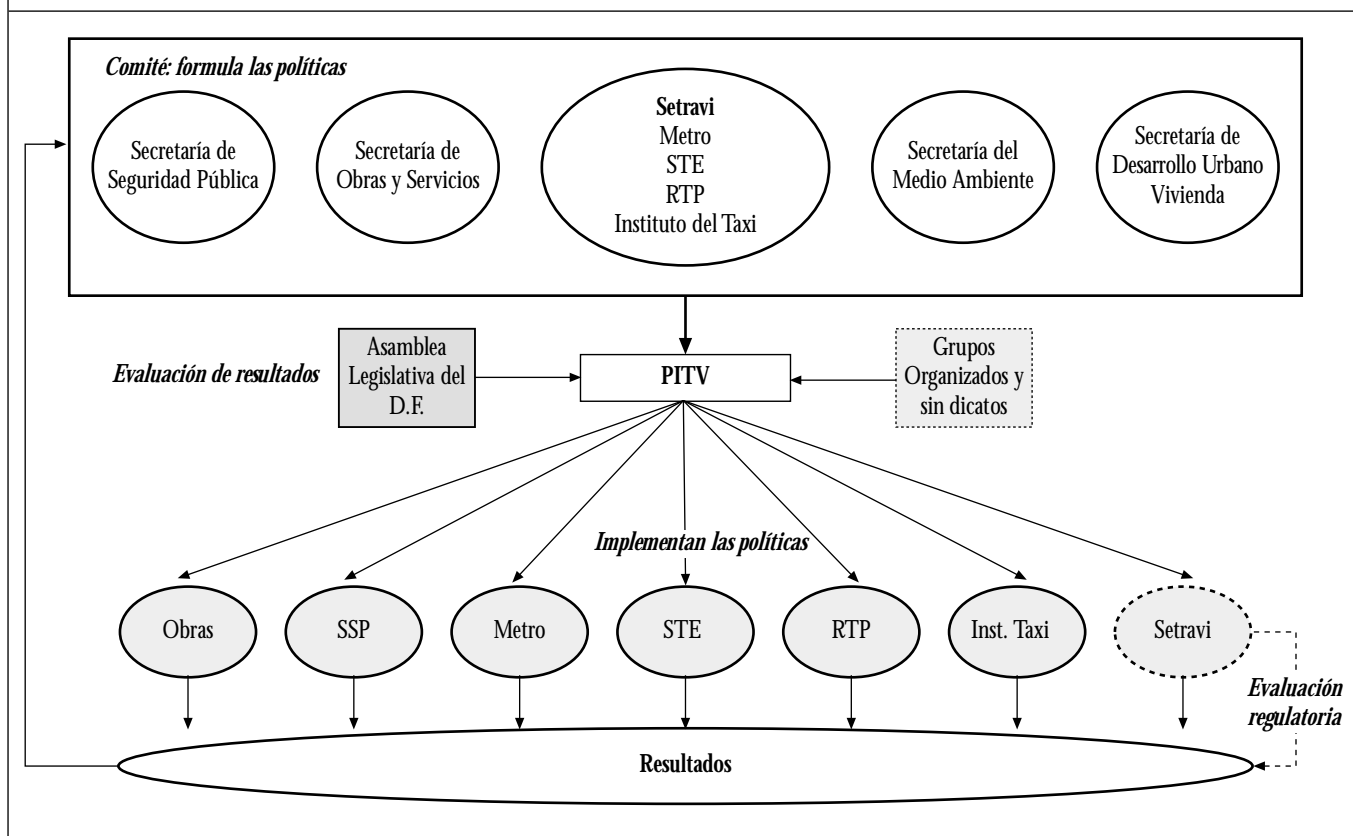 Comité: formula las políticas
Secretaría de
Seguridad Pública
Secretaría de
Obras y Servicios
Setravi
Metro
STE
RTP
Instituto del Taxi
Secretaría del
Medio Ambiente
Secretaría de
Desarrollo Urbano
Vivienda
Evaluación de resultados
Asamblea
Legislativa del
D.F.
PITV
Grupos
Organizados y
sin dicatos
Implementan las políticas
Obras
SSP
Metro
STE
RTP
Inst. Taxi
Setravi
Evaluación
regulatoria
Resultados